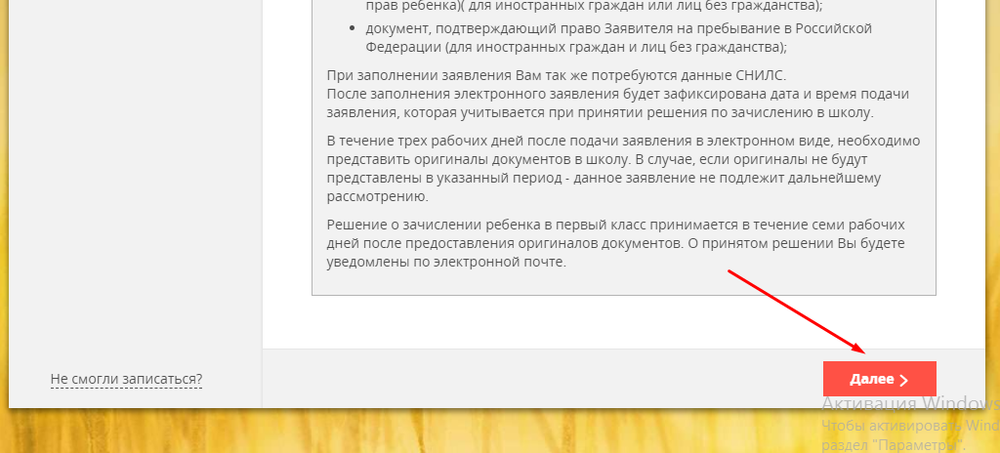 прав ребенка)( для иностранных граждан или лиц без гражданства);
• документ, подтверждающий право Заявителя на пребывание в Российской
Федерации (для иностранных граждан и лиц без гражданства);
При заполнении заявления Вам так же потребуются данные СНИЛС.
После заполнения электронного заявления будет зафиксирована дата и время подачи
заявления, которая учитывается при принятии решения по зачислению в школу.
В течение трех рабочих дней после подачи заявления в электронном виде, необходимо
представить оригиналы документов в школу. В случае, если оригиналы не будут
представлены в указанный период - данное заявление не подлежит дальнейшему
рассмотрению.
Решение о зачислении ребенка в первый класс принимается в течение семи рабочих
дней после предоставления оригиналов документов. О принятом решении Вы будете
уведомлены по электронной почте.
Не смогли записаться?
Далее
Активация Windows
Чтобы активировать Wind
раздел "Параметры".